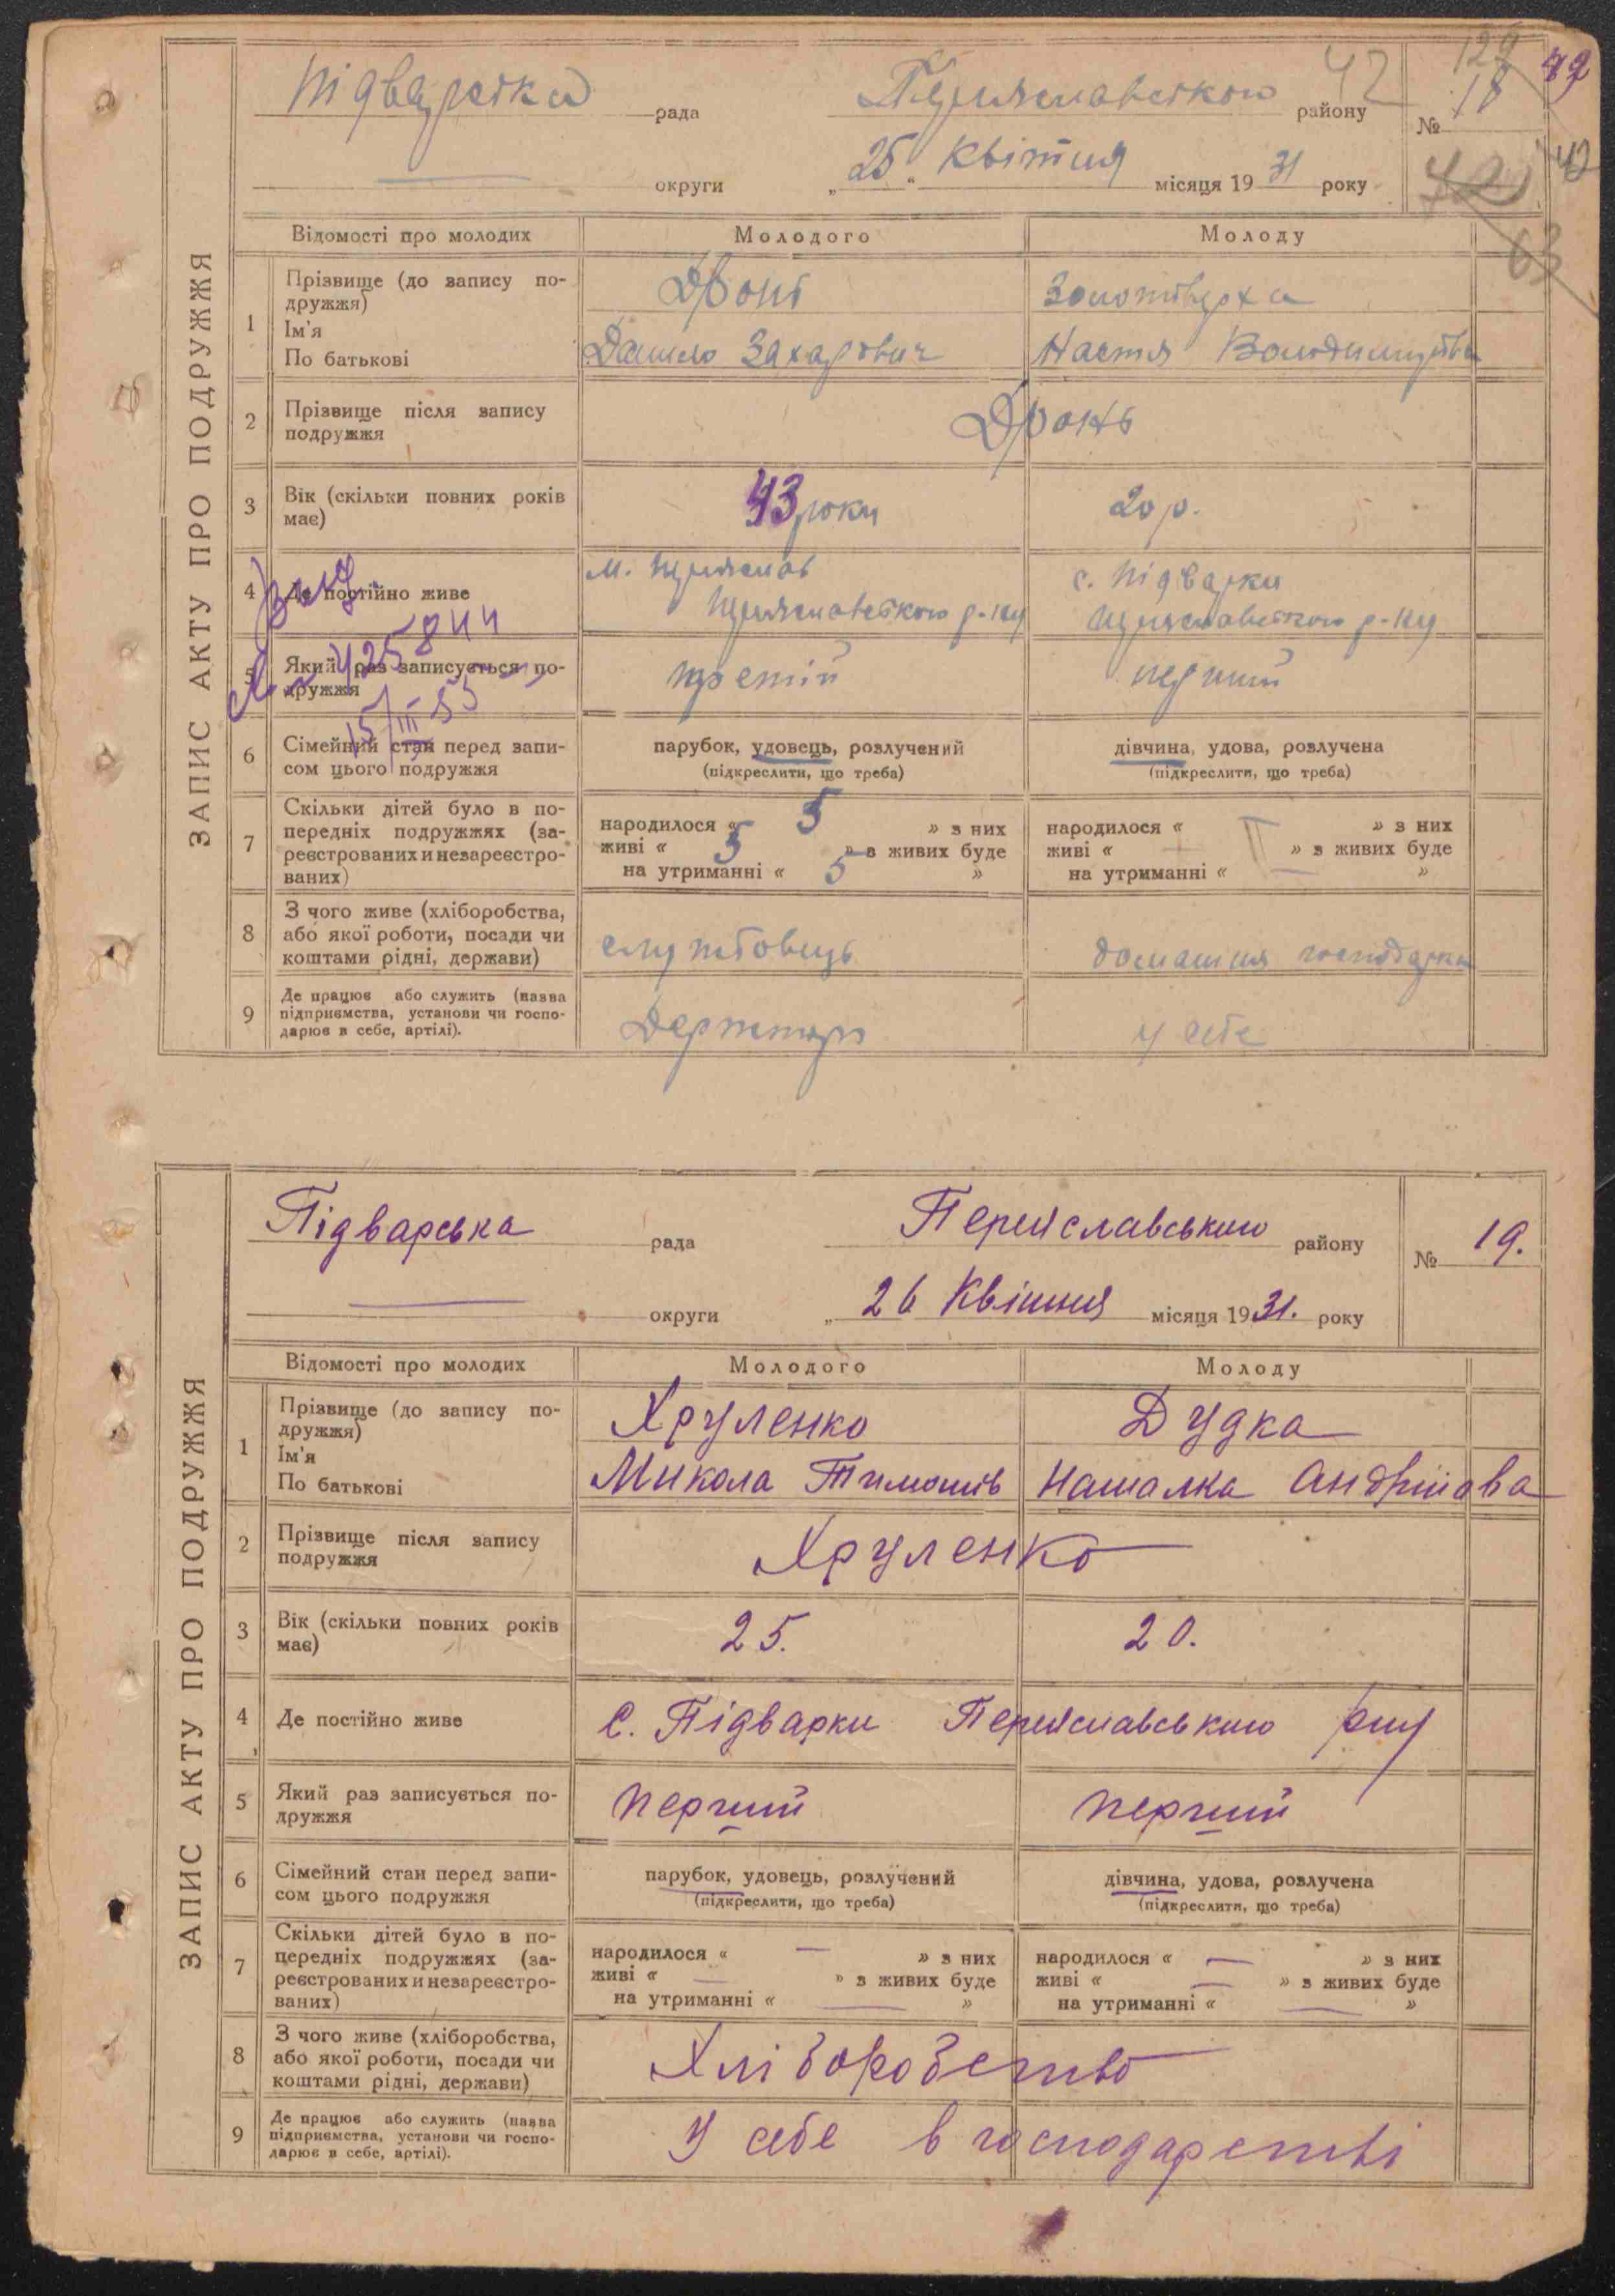 ЗАПИС АКТУ ПРО ПОДРУЖЖЯ
Підварська рада Переяславського району 42
№ 18
129
42
42
63
округи „25“ Квітня місяця 1931 року
Відомості про молодих Молодого Молоду
1 Прізвище (до запису подружжя) Дронь Золотоверха
Ім'я
По батькові Данило Захарович Настя Володимирівна
2 Прізвище після запису подружжя Дронь
3 Вік (скільки повних років має) 43 роки 20 р.
4 Де постійно живе м. Переяслав Переяславського р-ну с. Підварки Переяславського р-ну
5 Який раз записується подружжя третій перший
15/III 55
6 Сімейний стан перед записом цього подружжя парубок, удовець, розлучений дівчина, удова, розлучена
(підкреслити, що треба) (підкреслити, що треба)
7 Скільки дітей було в попередніх подружжях (зареєстрованих и незареєстрованих) народилося « 5 » з них народилося « » з них
живі « 5 » з живих буде живі « » з живих буде
на утриманні « 5 » на утриманні « — »
8 З чого живе (хліборобства, або якої роботи, посади чи коштами рідні, держави) службовець домашня господарка
9 Де працює або служить (назва підприємства, установи чи господарює в себе, артілі). у себе
ЗАПИС АКТУ ПРО ПОДРУЖЖЯ
Підварська рада Переяславського району № 19.
округи „26 Квітня місяця 1931. року
Відомості про молодих Молодого Молоду
1 Прізвище (до запису подружжя) Хруленко Дудка
Ім'я
По батькові Микола Тимошів Наталка Андріівва
2 Прізвище після запису подружжя Хруленко
3 Вік (скільки повних років має) 25. 20.
4 Де постійно живе С. Підварки Переяславського р-ну
5 Який раз записується подружжя перший перший
6 Сімейний стан перед записом цього подружжя парубок, удовець, розлучений дівчина, удова, розлучена
(підкреслити, що треба) (підкреслити, що треба)
7 Скільки дітей було в попередніх подружжях (зареєстрованих и незареєстрованих) народилося « — » з них народилося « — » з них
живі « — » з живих буде живі « — » з живих буде
на утриманні « — » на утриманні « — »
8 З чого живе (хліборобства, або якої роботи, посади чи коштами рідні, держави) Хліборобство
9 Де працює або служить (назва підприємства, установи чи господарює в себе, артілі). У себе в господарстві